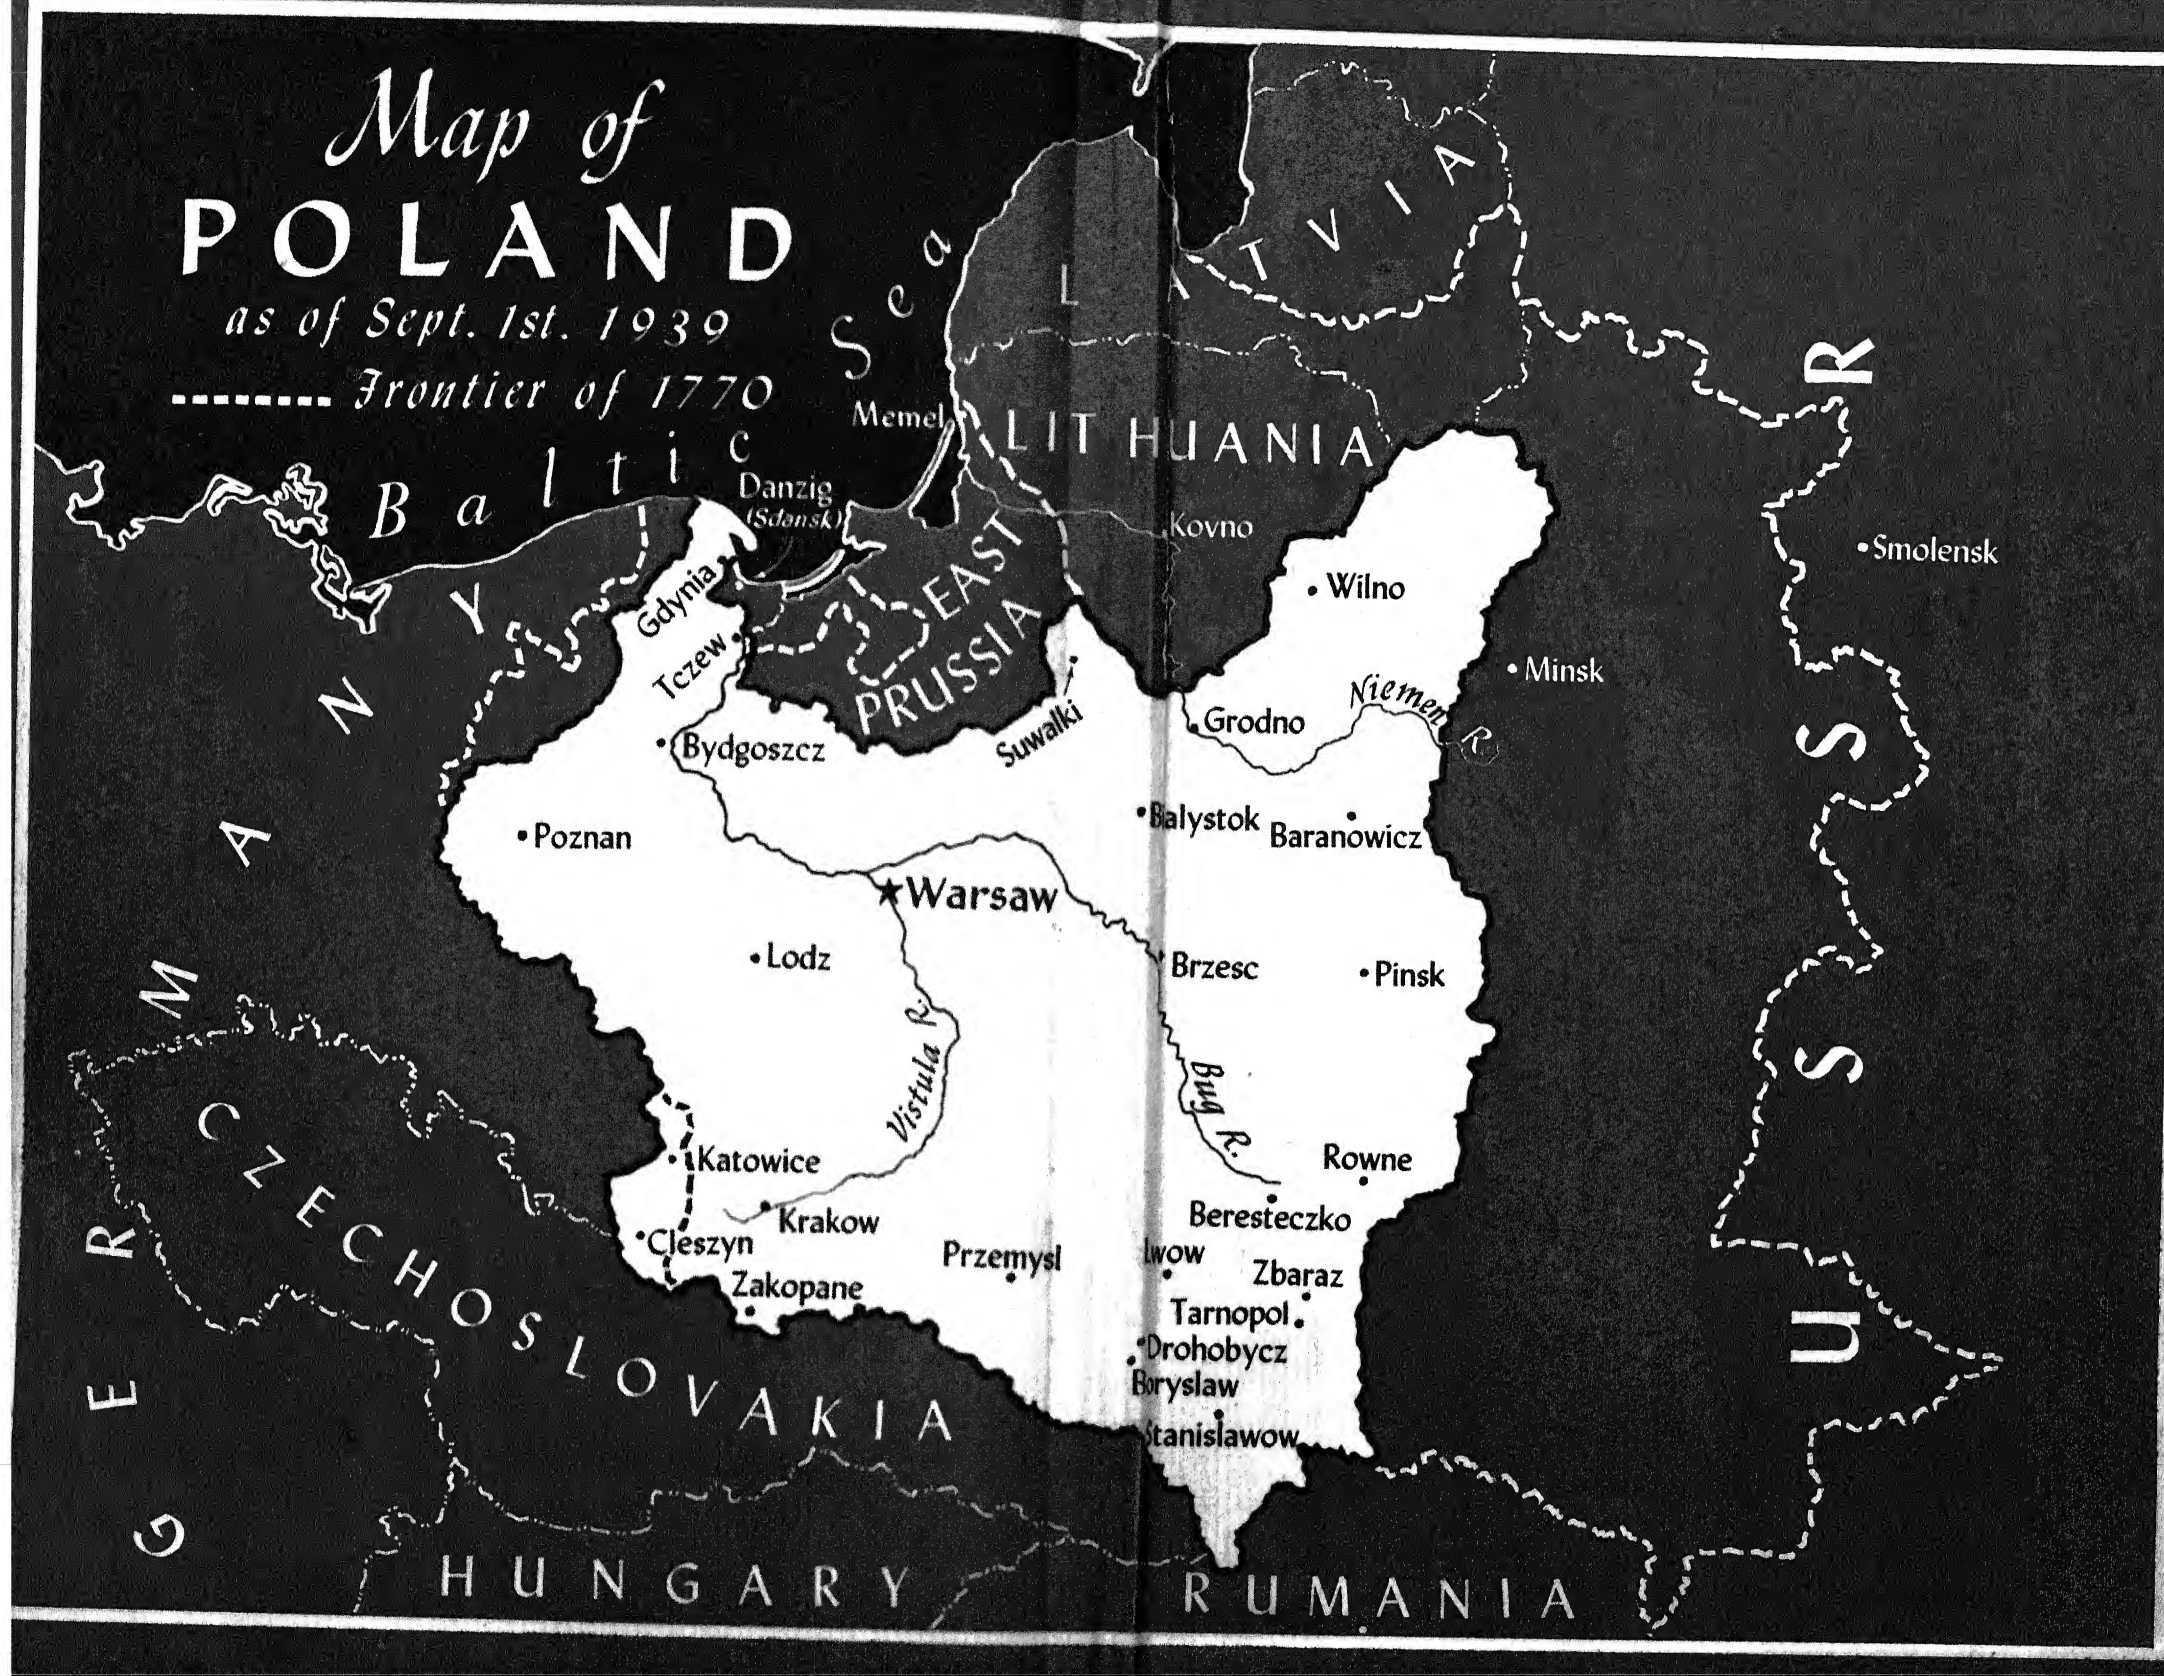 Map of
POLAND
as of Sept. 1st. 1939
Frontier of 1770
Baltic Sea
LATVIA
LITHUANIA
Memel
Danzig
(Gdansk)
Kovno
EAST
PRUSSIA
Smolensk
Wilno
Minsk
Gdynia
Tczew
Suwalki
Grodno
Niemen R.
Bydgoszcz
Poznan
Balystok
Baranowicz
Warsaw
Lodz
Brzesc
Pinsk
Vistula R.
Bug R.
Katowice
Rowne
Krakow
Beresteczko
Cleszyn
Przemysl
Lwow
Zbaraz
Zakopane
Tarnopol
Drohobycz
Boryslaw
Stanislawow
GERMANY
CZECHOSLOVAKIA
HUNGARY
RUMANIA
USSR